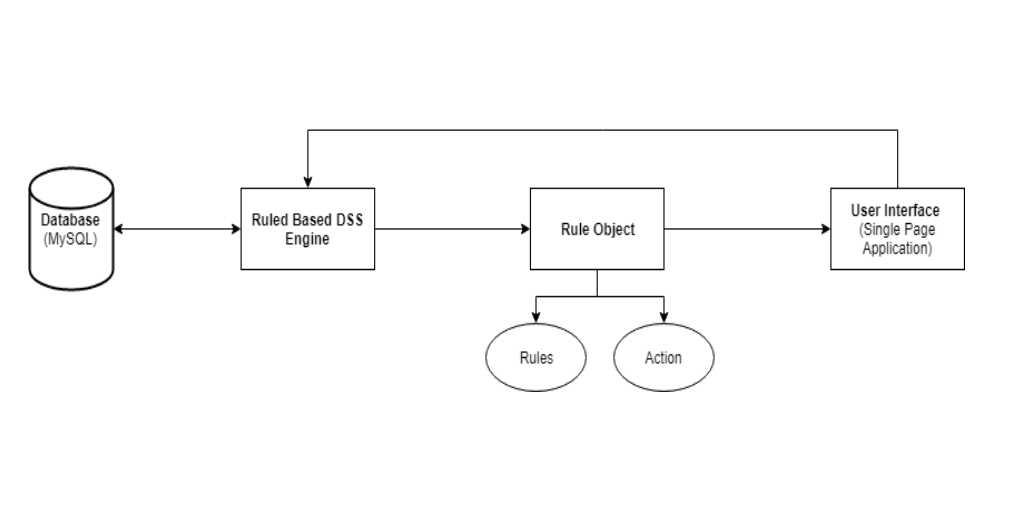 Database
(MySQL)
Ruled Based DSS
Engine
Rule Object
User Interface
(Single Page
Application)
Rules
Action